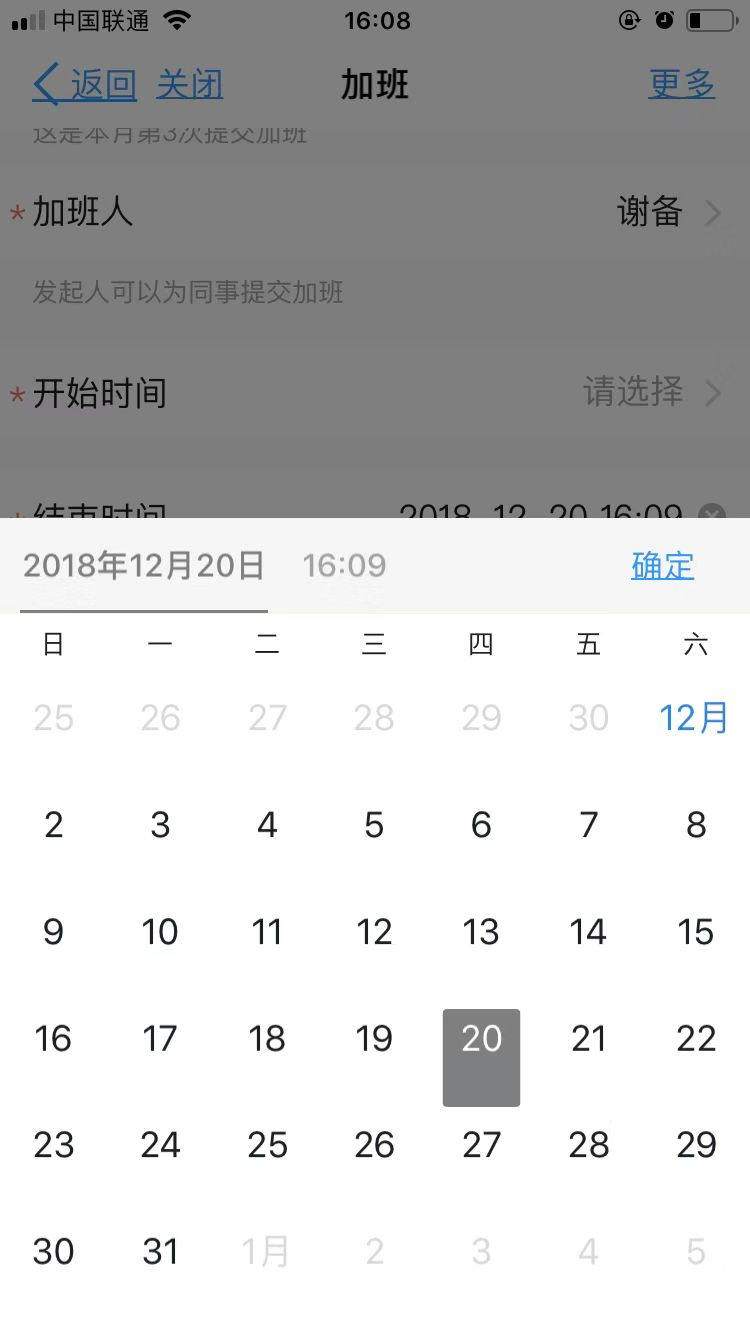 中国联通 16:08
返回 关闭 加班 更多
这是本月第3次提交加班
*加班人 谢备
发起人可以为同事提交加班
*开始时间 请选择
*结束时间 2018-12-20 16:09
2018年12月20日 16:09 确定
日 一 二 三 四 五 六
25 26 27 28 29 30 12月
2 3 4 5 6 7 8
9 10 11 12 13 14 15
16 17 18 19 20 21 22
23 24 25 26 27 28 29
30 31 1月 2 3 4 5